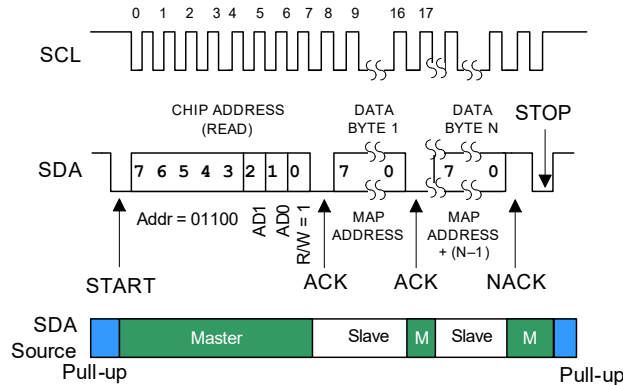 0 1 2 3 4 5 6 7 8 9 16 17
SCL
CHIP ADDRESS
(READ)
DATA
BYTE 1
DATA
BYTE N
STOP
SDA
7 6 5 4 3 2 1 0 7 0 7 0
Addr = 01100
AD1
AD0
R/W = 1
MAP
ADDRESS
MAP
ADDRESS
+ (N–1)
START
ACK
ACK
NACK
SDA
Source
Master
Slave
M
Slave
M
Pull-up
Pull-up